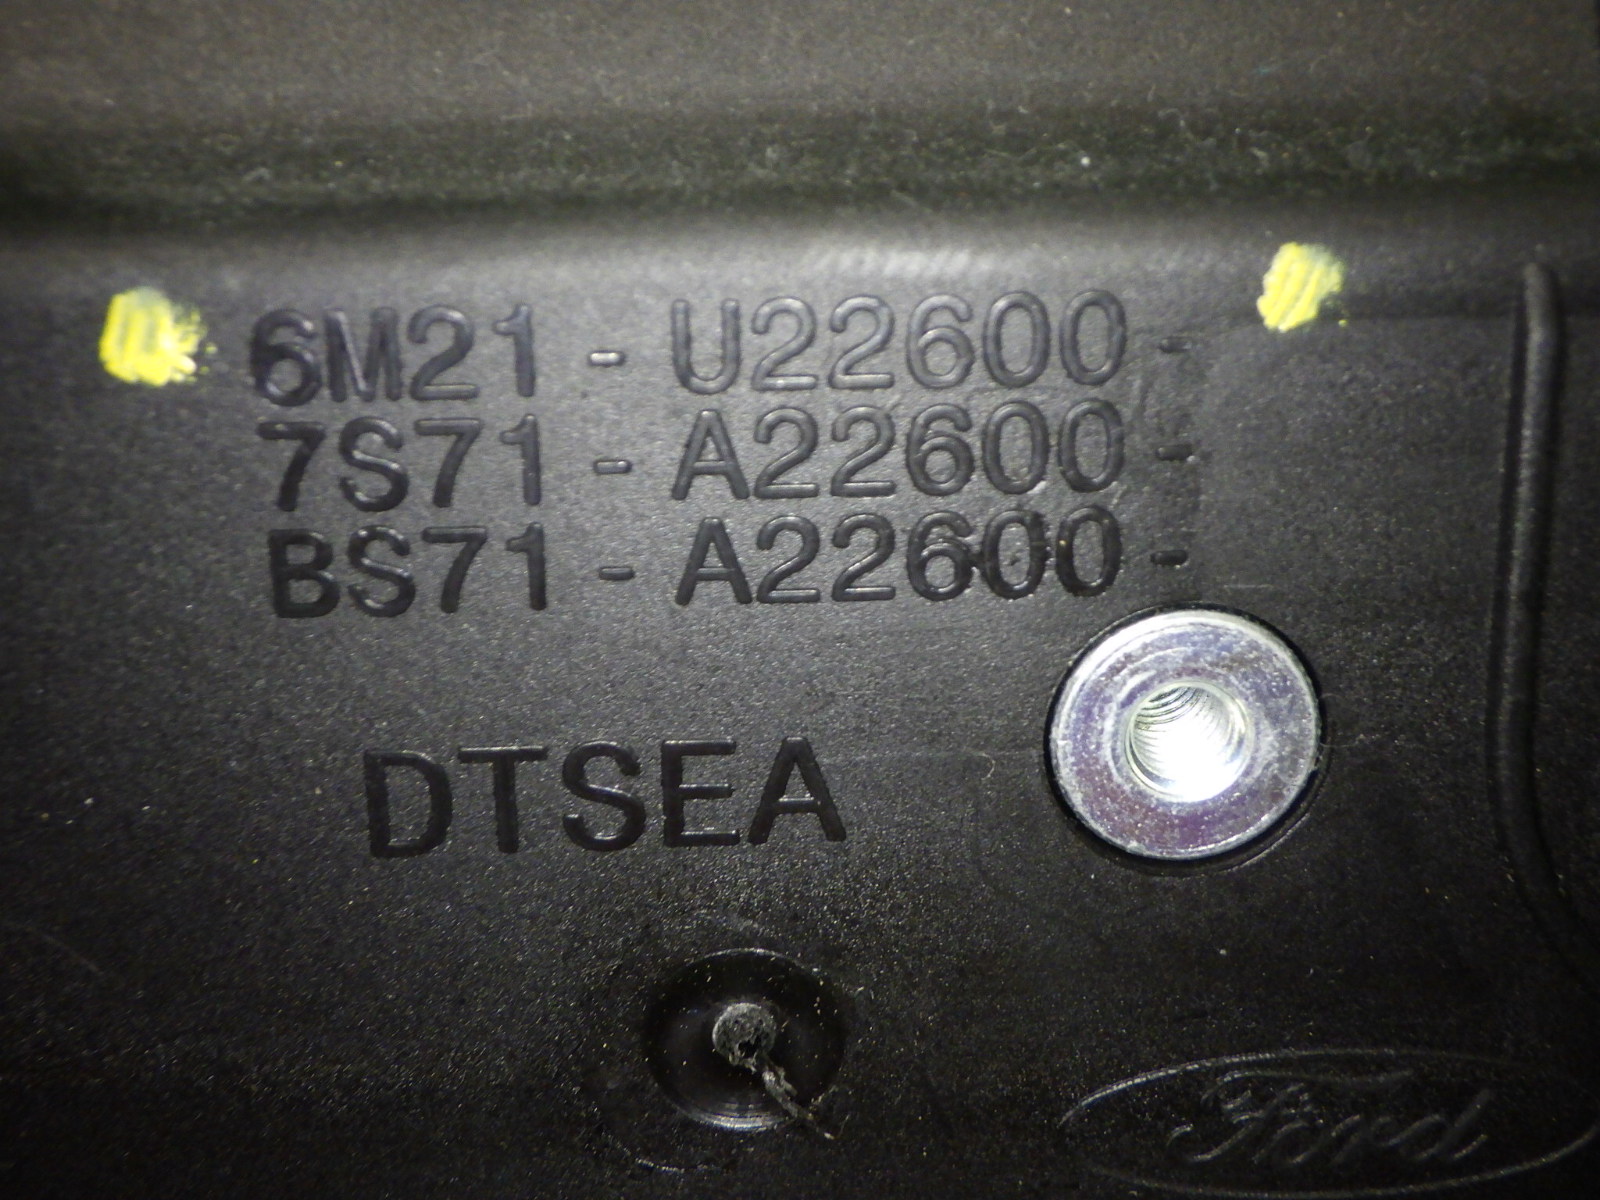 6M21 - U22600 -
7S71 - A22600 -
BS71 - A22600 -
DTSEA
Ford